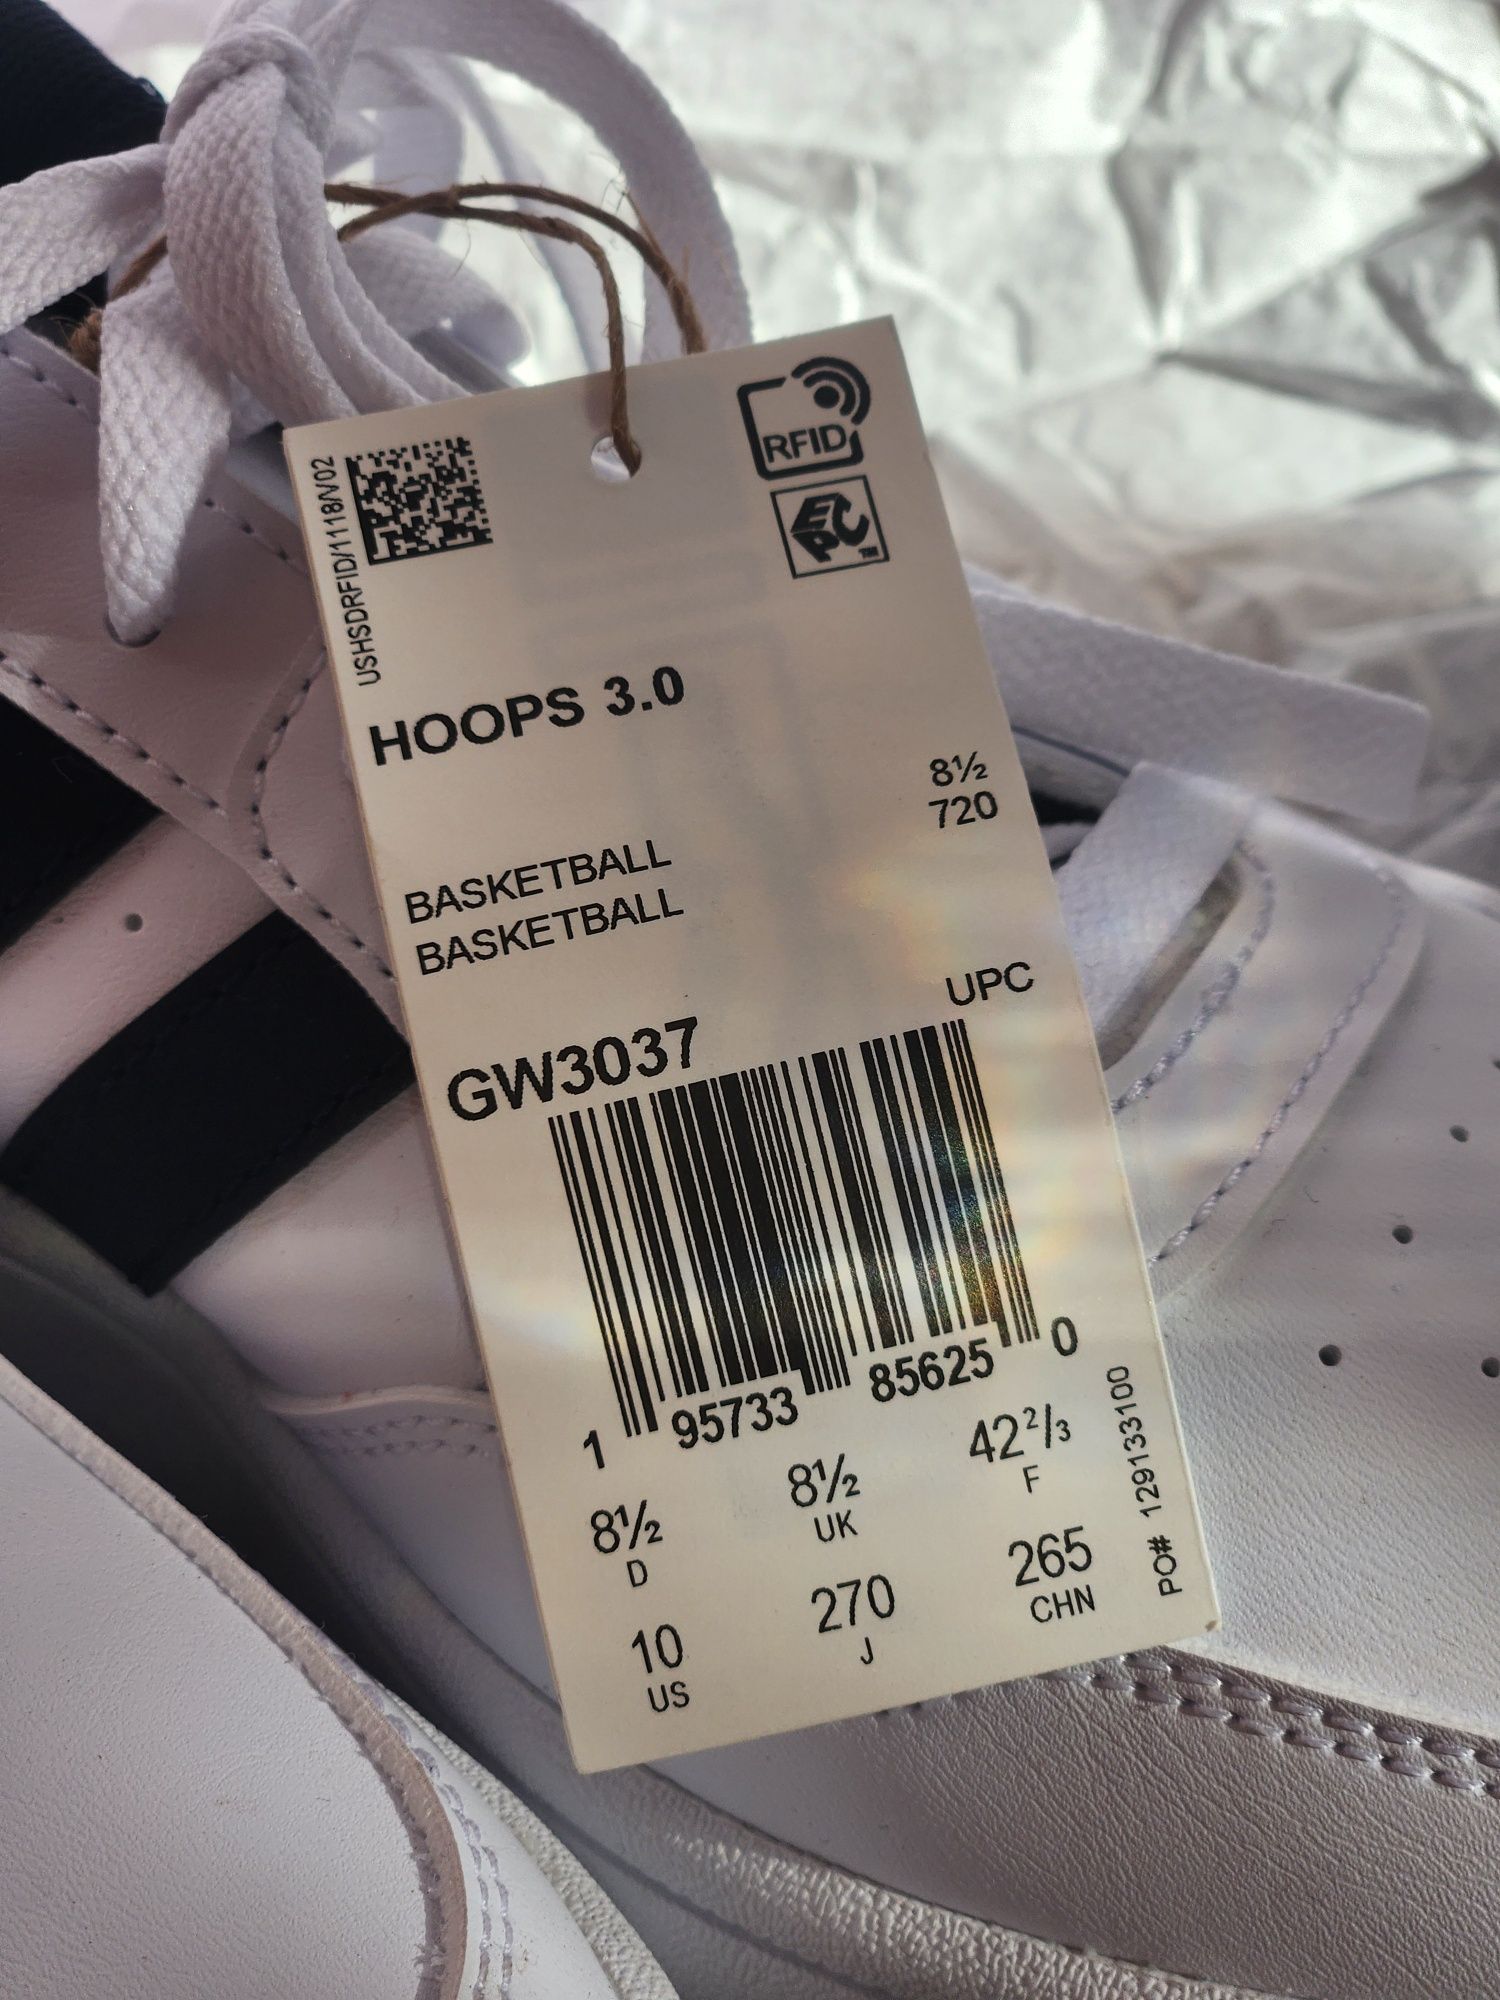 USHSDRFID/1118/V02
RFID
EPC™
HOOPS 3.0
8½
720
BASKETBALL
BASKETBALL
UPC
GW3037
1 95733 85625 0
8½ 8½ 42²/₃
D UK F
10 270 265
US J CHN
PO# 129133100